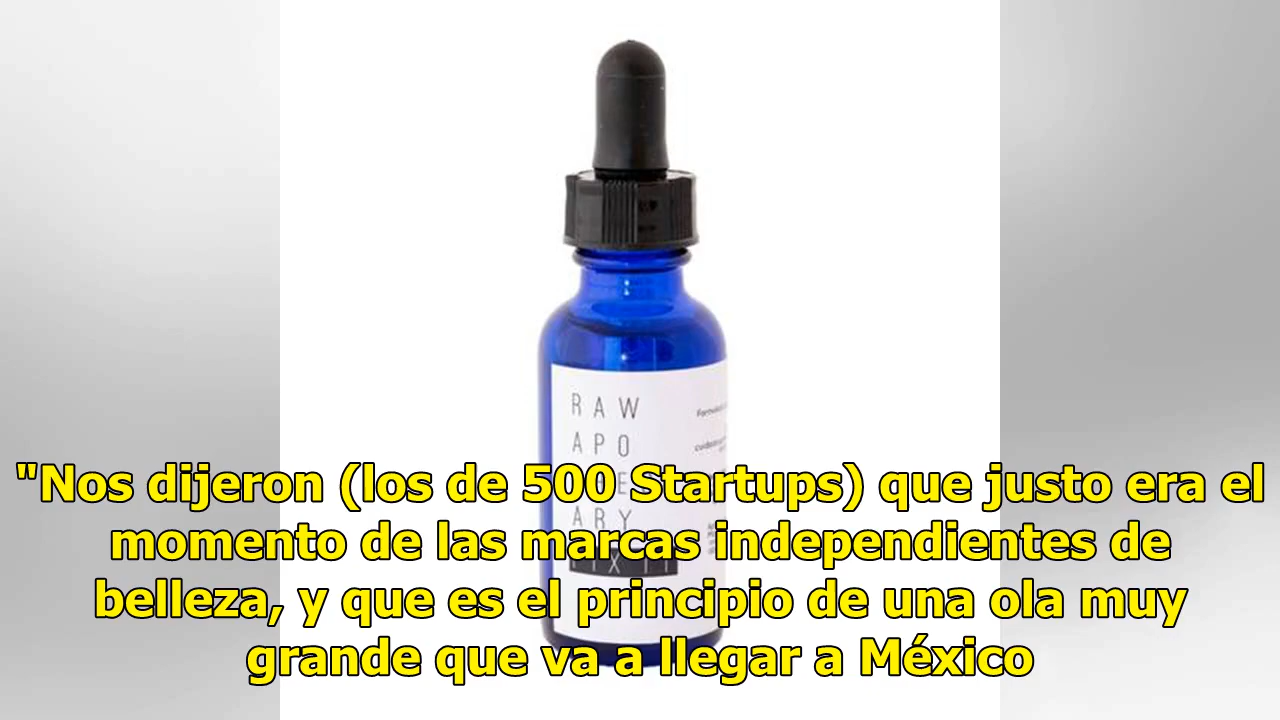 RAW
APO
ARY
"Nos dijeron (los de 500 Startups) que justo era el
momento de las marcas independientes de
belleza, y que es el principio de una ola muy
grande que va a llegar a México